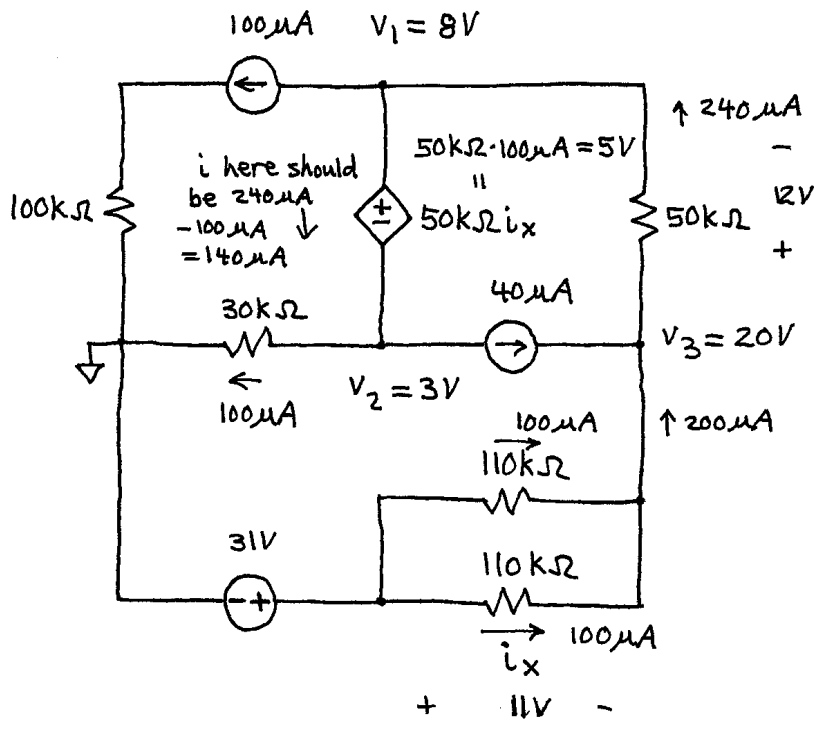 100μA
V₁ = 8V
↑ 240μA
50kΩ·100μA = 5V
i here should
be 240μA
-100μA
= 140μA
↓
=
-
12V
+
100kΩ
±
50kΩ iₓ
50kΩ
40μA
30kΩ
V₃ = 20V
←
100μA
V₂ = 3V
100μA
↑ 200μA
110kΩ
31V
- +
110kΩ
100μA
iₓ
+ 11V -